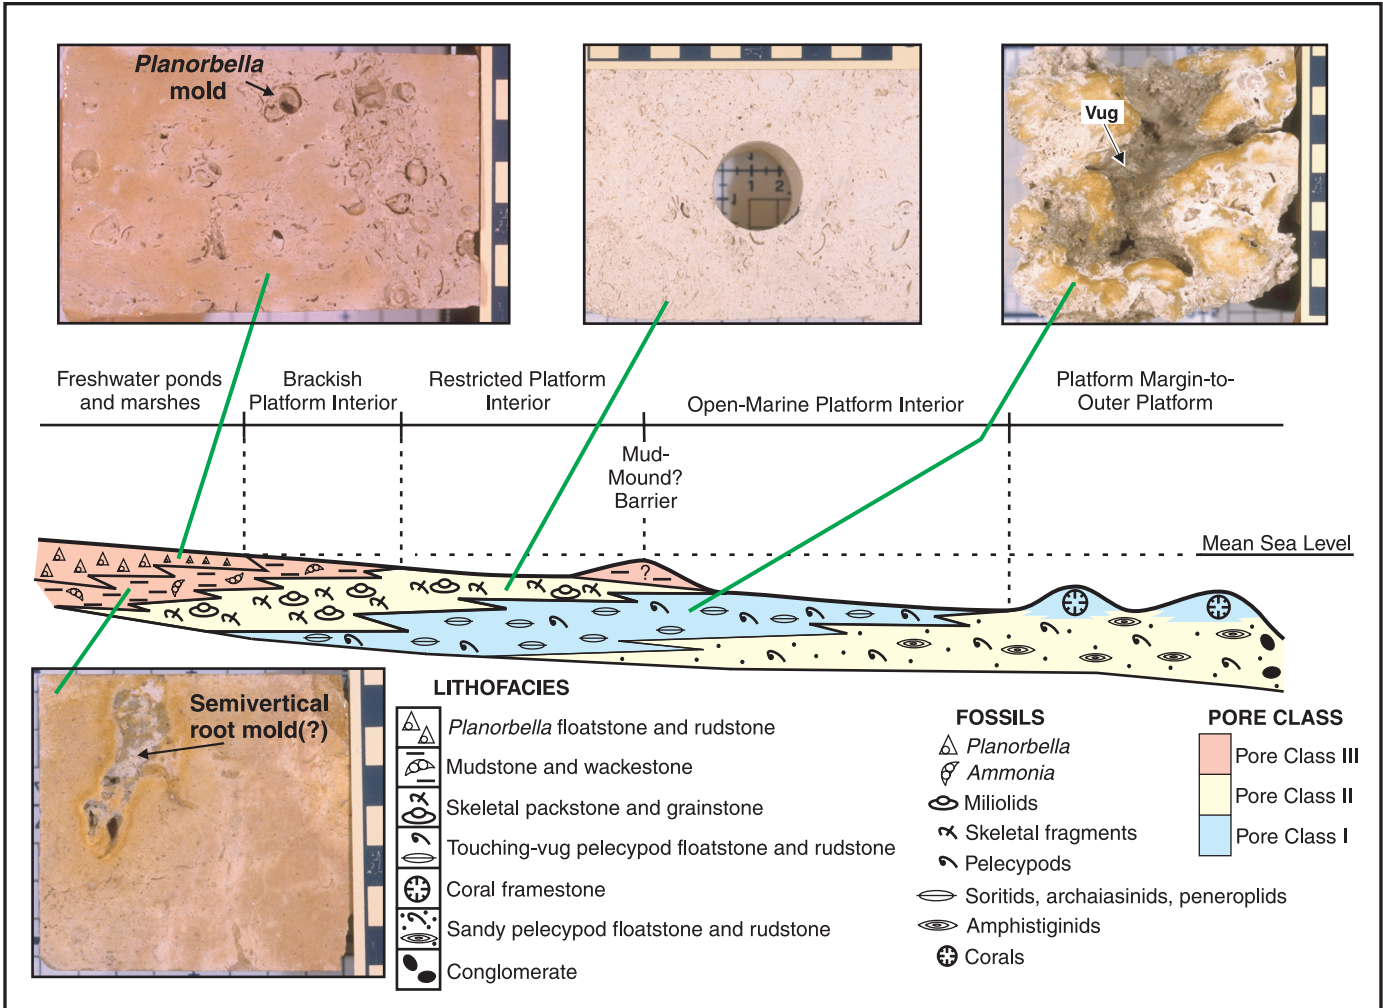 Planorbella
mold
1 2
Vug
Freshwater ponds
and marshes
Brackish
Platform Interior
Restricted Platform
Interior
Open-Marine Platform Interior
Platform Margin-to-
Outer Platform
Mud-
Mound?
Barrier
Mean Sea Level
?
Semivertical
root mold(?)
LITHOFACIES
Planorbella floatstone and rudstone
Mudstone and wackestone
Skeletal packstone and grainstone
Touching-vug pelecypod floatstone and rudstone
Coral framestone
Sandy pelecypod floatstone and rudstone
Conglomerate
FOSSILS
Planorbella
Ammonia
Miliolids
Skeletal fragments
Pelecypods
Soritids, archaiasinids, peneroplids
Amphistiginids
Corals
PORE CLASS
Pore Class III
Pore Class II
Pore Class I